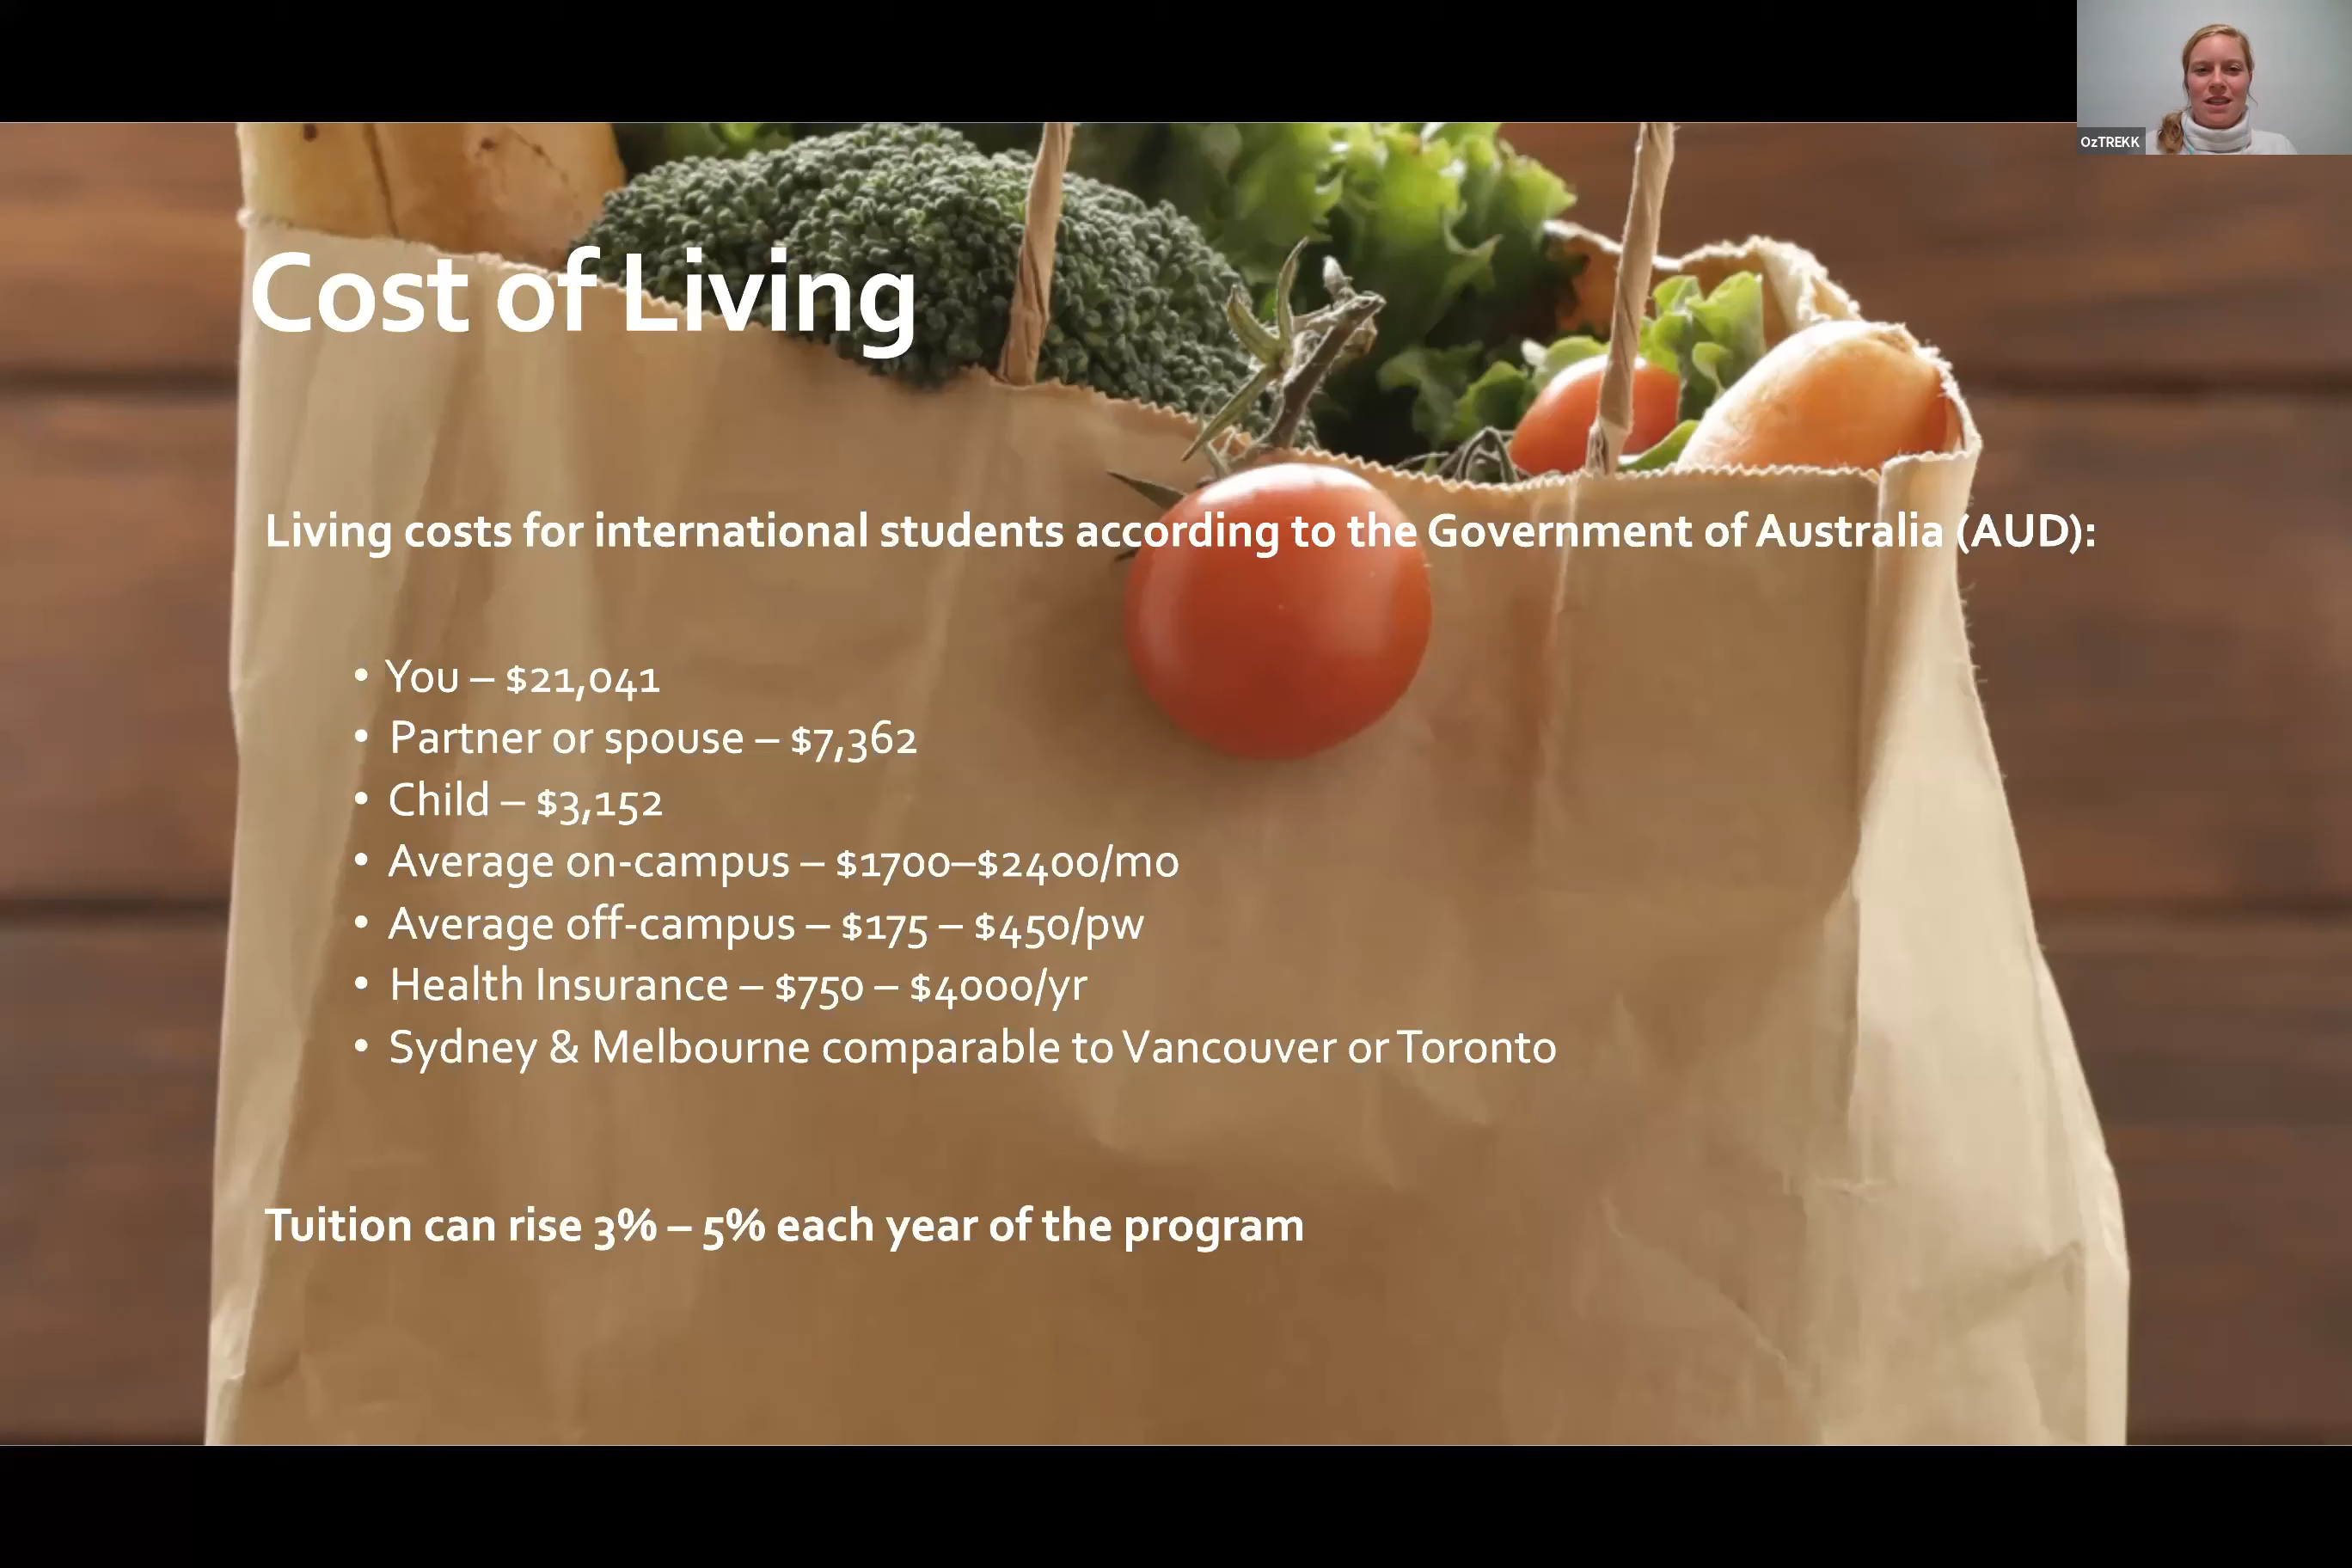 OzTREKK
Cost of Living
Living costs for international students according to the Government of Australia (AUD):
• You – $21,041
• Partner or spouse – $7,362
• Child – $3,152
• Average on-campus – $1700–$2400/mo
• Average off-campus – $175 – $450/pw
• Health Insurance – $750 – $4000/yr
• Sydney & Melbourne comparable to Vancouver or Toronto
Tuition can rise 3% – 5% each year of the program